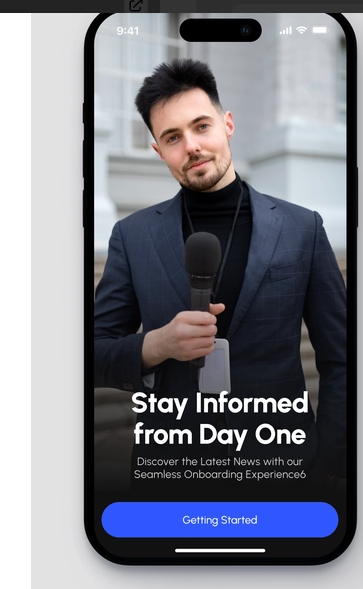 9:41
Stay Informed
from Day One
Discover the Latest News with our
Seamless Onboarding Experience6
Getting Started